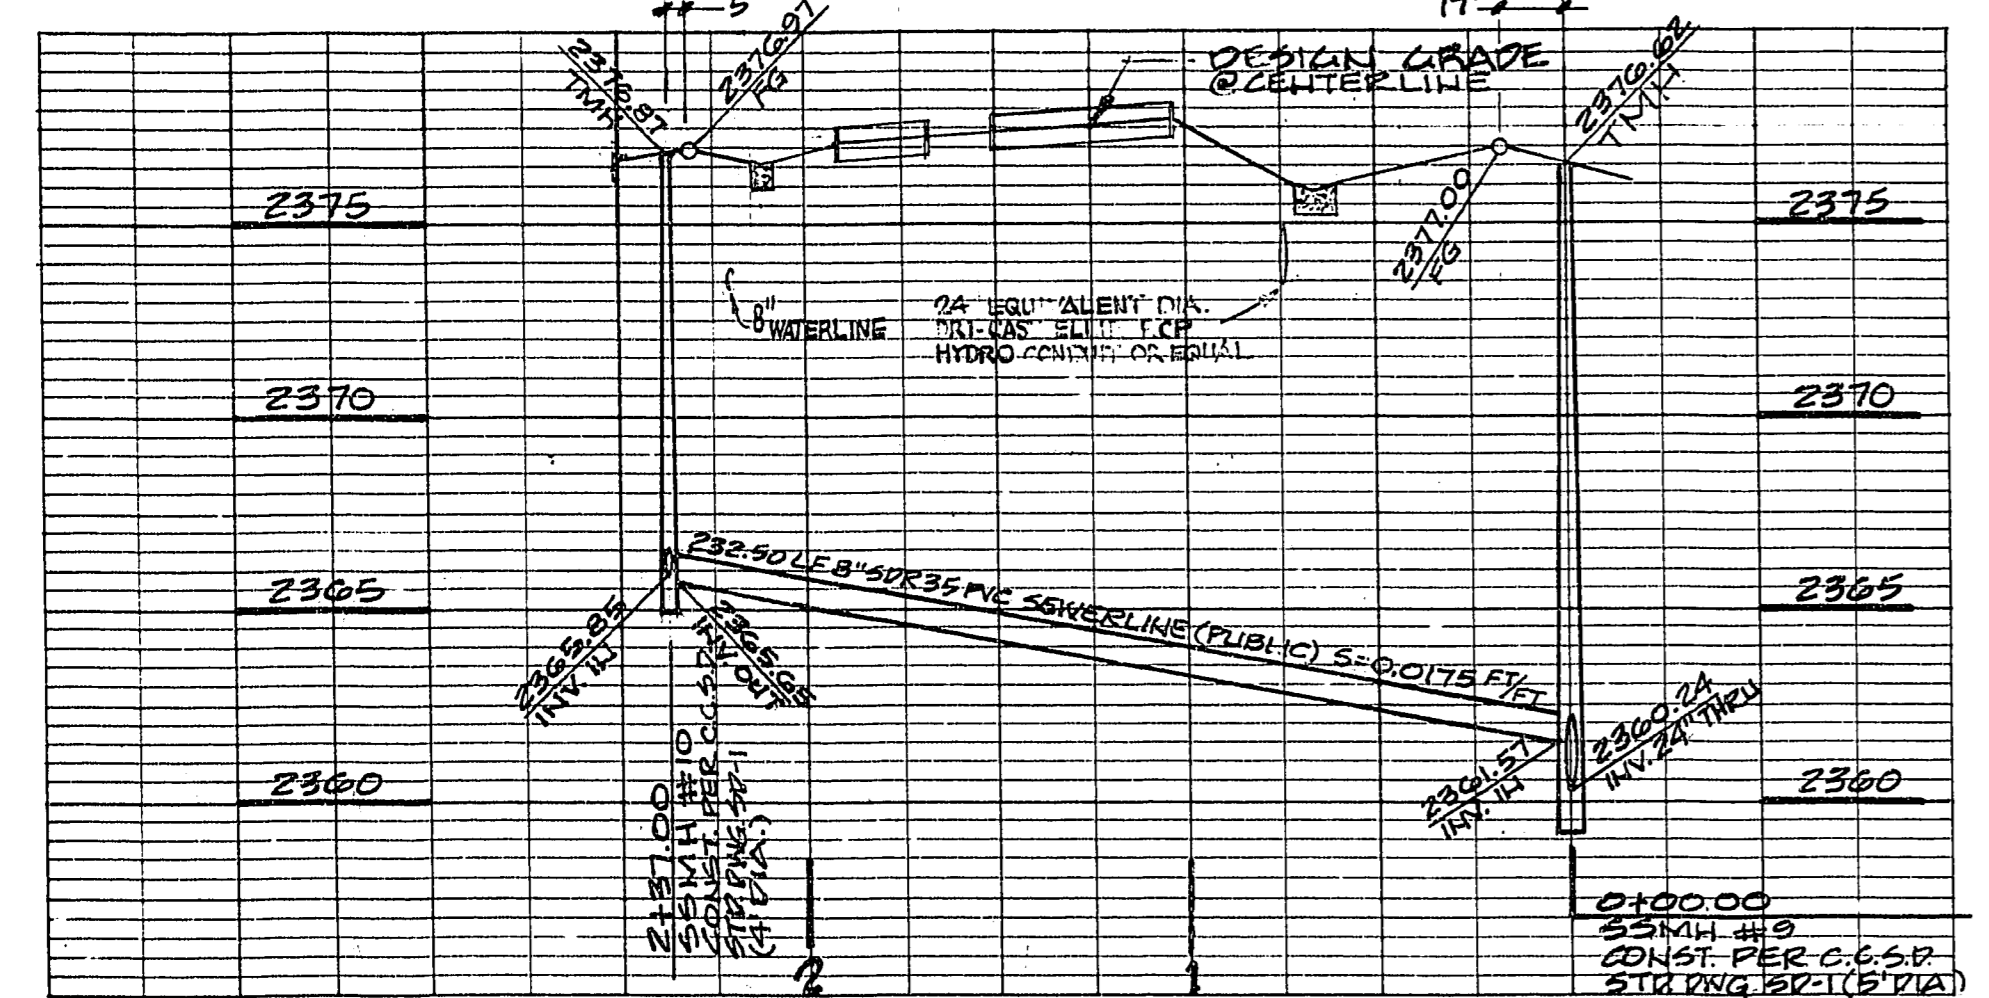 5'
17'
2376.87
TMH
2376.97
FG
DESIGN GRADE
@ CENTERLINE
2376.62
TMH
2375
2375
2377.00
FG
8" WATERLINE
24 EQUIVALENT DIA.
HYDRO CONDUIT OR EQUAL
2370
2370
232.50 LF 8" SDR 35 PVC SEWERLINE (PUBLIC) S=0.0175 FT/FT
2365
2365
2365.85
INV. IN
2365.65
INV. OUT
2361.57
INV. IN
2360.24
INV. 24" THRU
2360
2360
2+37.00
SSMH #10
CONST. PER C.C.S.D.
STD. DWG. SD-1
(4' DIA.)
2
1
0+00.00
SSMH #9
CONST. PER C.C.S.D.
STD. DWG. SD-1 (5' DIA)